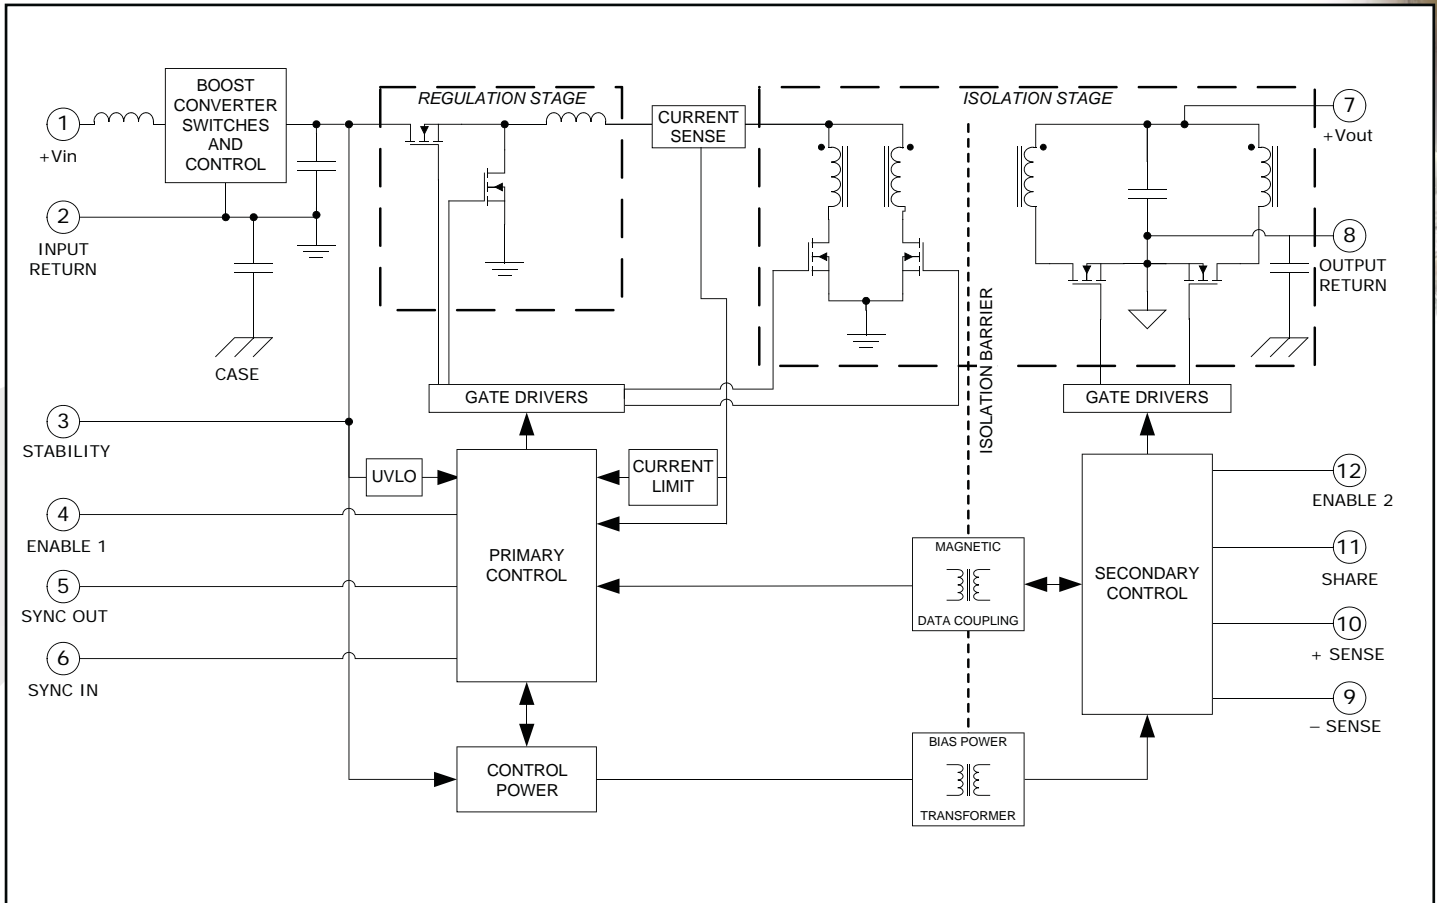 BOOST
CONVERTER
SWITCHES
AND
CONTROL
REGULATION STAGE
CURRENT
SENSE
ISOLATION STAGE
1
+Vin
7
+Vout
2
INPUT
RETURN
8
OUTPUT
RETURN
CASE
ISOLATION BARRIER
GATE DRIVERS
GATE DRIVERS
3
STABILITY
UVLO
CURRENT
LIMIT
12
ENABLE 2
4
ENABLE 1
PRIMARY
CONTROL
MAGNETIC
DATA COUPLING
SECONDARY
CONTROL
11
SHARE
5
SYNC OUT
10
+ SENSE
6
SYNC IN
9
– SENSE
CONTROL
POWER
BIAS POWER
TRANSFORMER